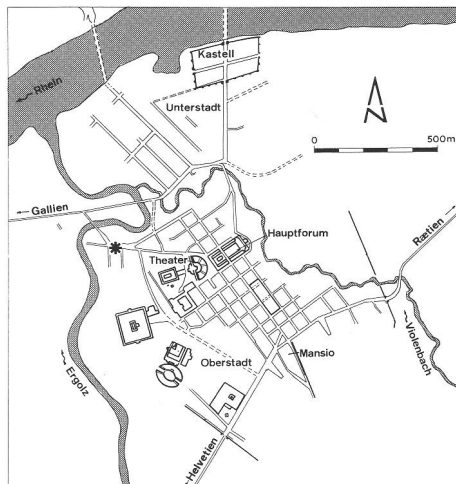 Kastell
Rhein
Unterstadt
0 500m
Gallien
Hauptforum
Rætien
Theater
Mansio
Violenbach
Oberstadt
Ergolz
Helvetien